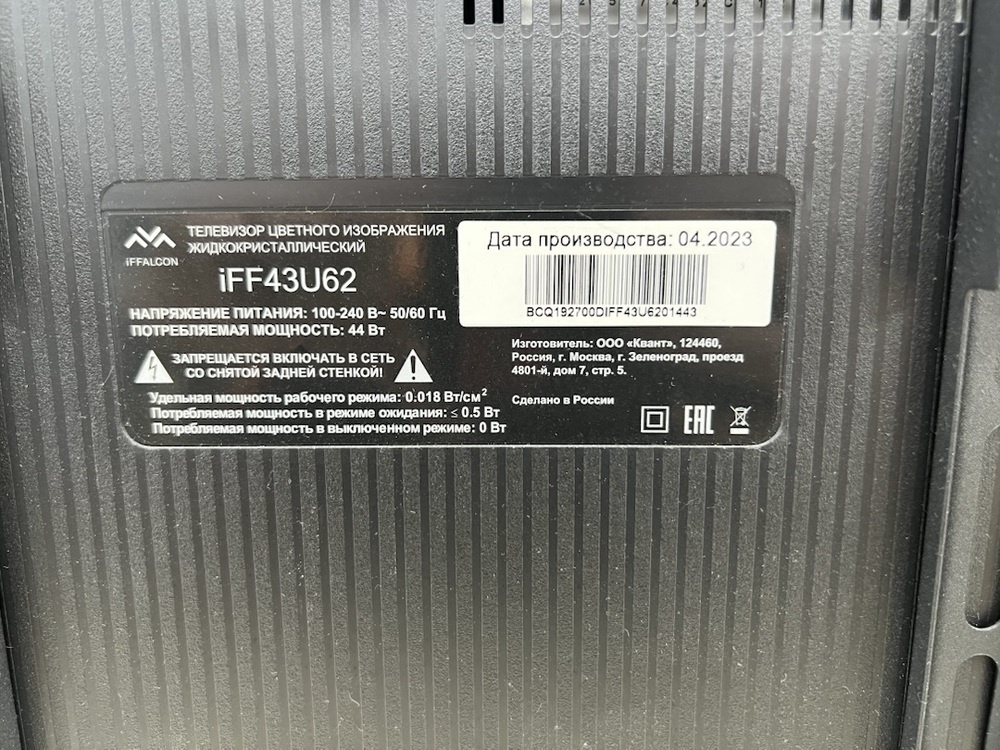 iFFALCON
ТЕЛЕВИЗОР ЦВЕТНОГО ИЗОБРАЖЕНИЯ
ЖИДКОКРИСТАЛЛИЧЕСКИЙ
iFF43U62
НАПРЯЖЕНИЕ ПИТАНИЯ: 100-240 В~ 50/60 Гц
ПОТРЕБЛЯЕМАЯ МОЩНОСТЬ: 44 Вт
ЗАПРЕЩАЕТСЯ ВКЛЮЧАТЬ В СЕТЬ
СО СНЯТОЙ ЗАДНЕЙ СТЕНКОЙ!
Удельная мощность рабочего режима: 0.018 Вт/см²
Потребляемая мощность в режиме ожидания: ≤ 0.5 Вт
Потребляемая мощность в выключенном режиме: 0 Вт
Дата производства: 04.2023
BCQ192700DIFF43U6201443
Изготовитель: ООО «Квант», 124460,
Россия, г. Москва, г. Зеленоград, проезд
4801-й, дом 7, стр. 5.
Сделано в России
EAC